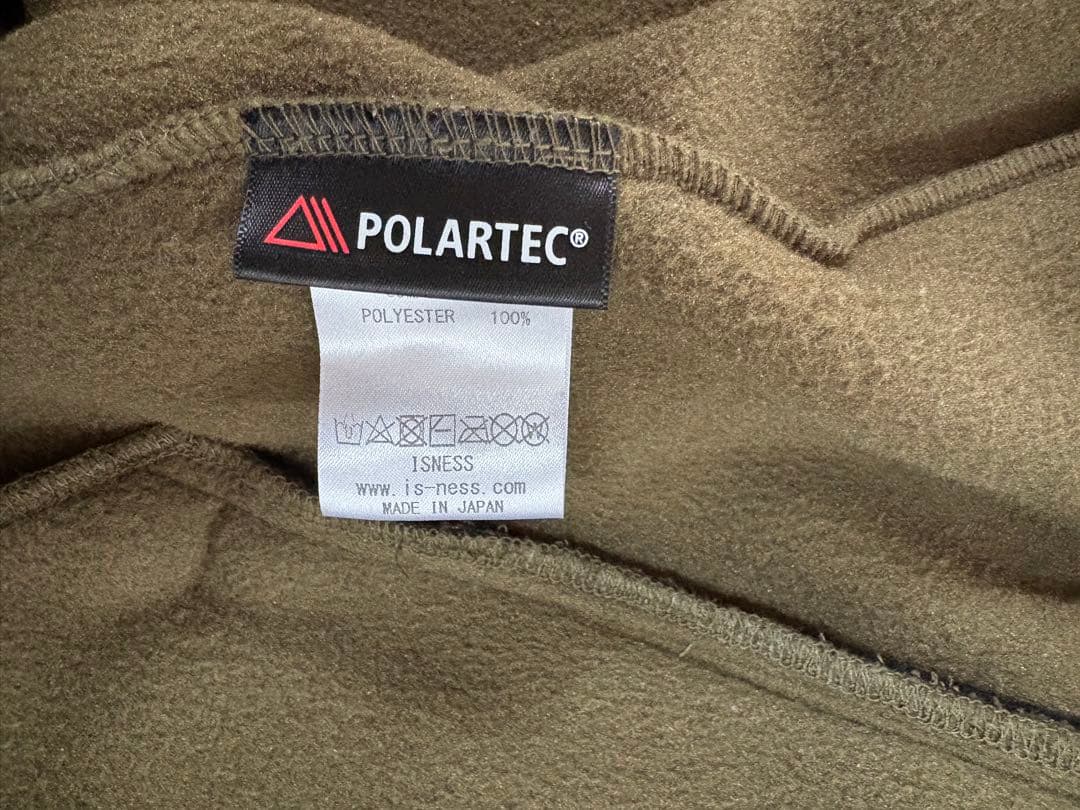 POLARTEC®
POLYESTER 100%
ISNESS
www.is-ness.com
MADE IN JAPAN